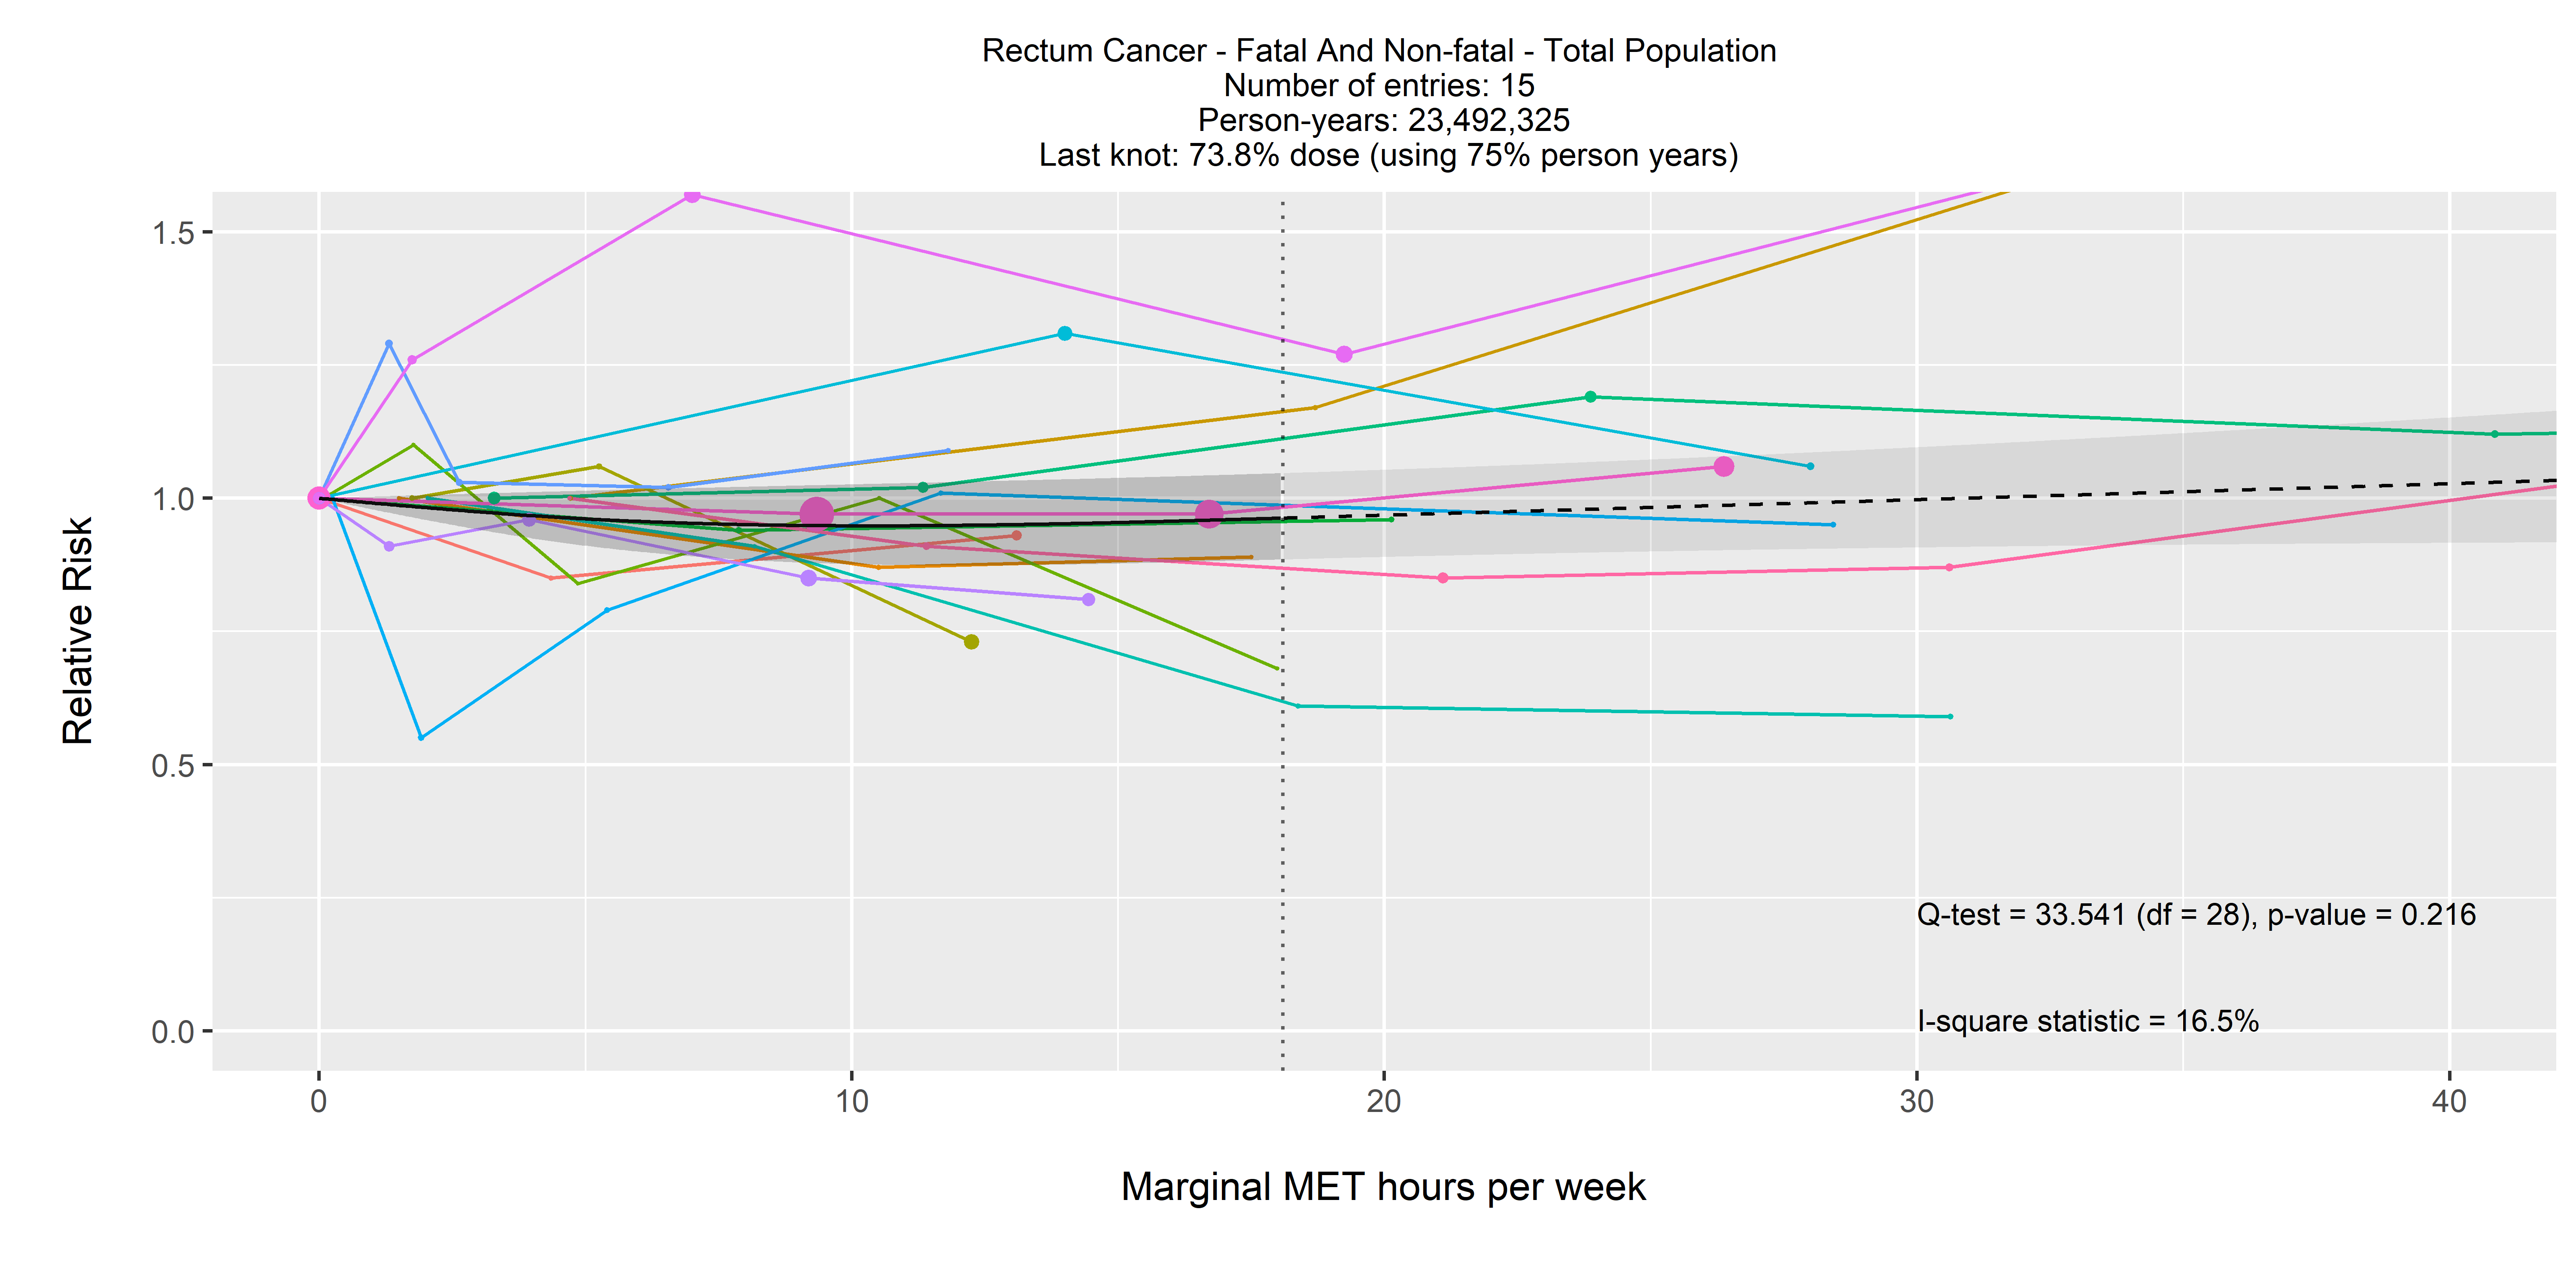 Rectum Cancer - Fatal And Non-fatal - Total Population
Number of entries: 15
Person-years: 23,492,325
Last knot: 73.8% dose (using 75% person years)
Relative Risk
1.5
1.0
0.5
0.0
Q-test = 33.541 (df = 28), p-value = 0.216
I-square statistic = 16.5%
0 10 20 30 40
Marginal MET hours per week